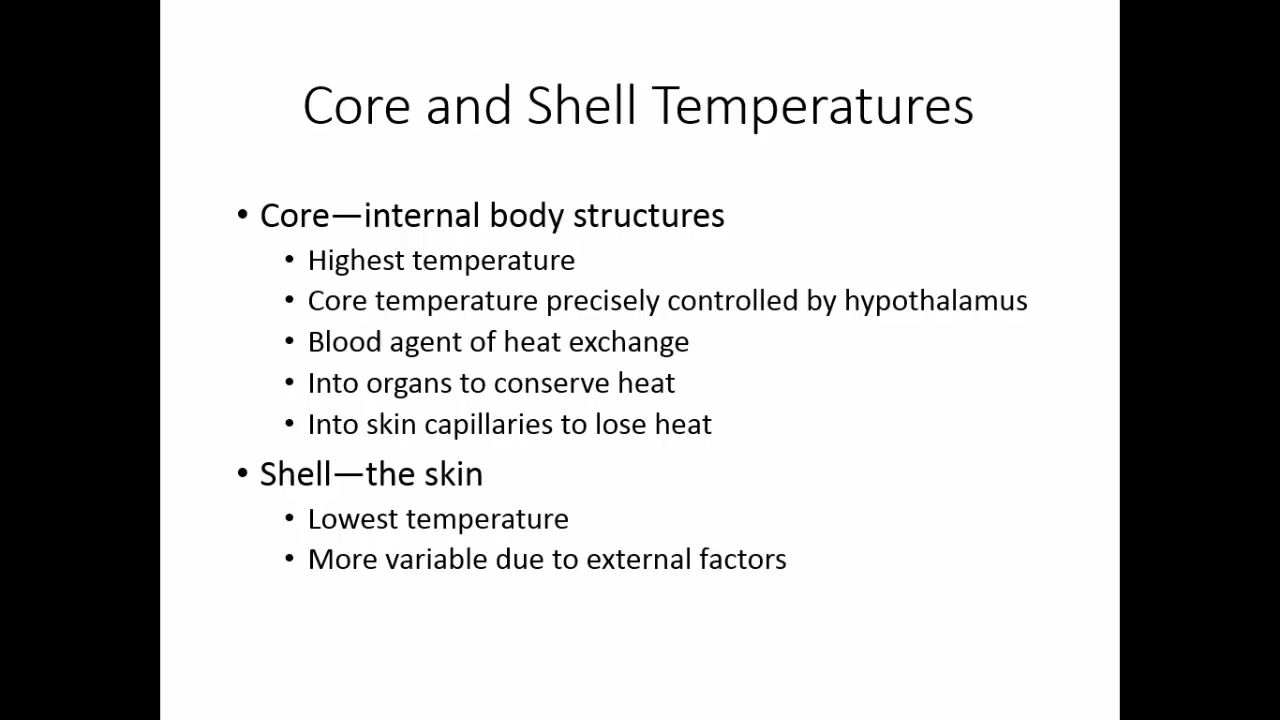 Core and Shell Temperatures
• Core—internal body structures
• Highest temperature
• Core temperature precisely controlled by hypothalamus
• Blood agent of heat exchange
• Into organs to conserve heat
• Into skin capillaries to lose heat
• Shell—the skin
• Lowest temperature
• More variable due to external factors